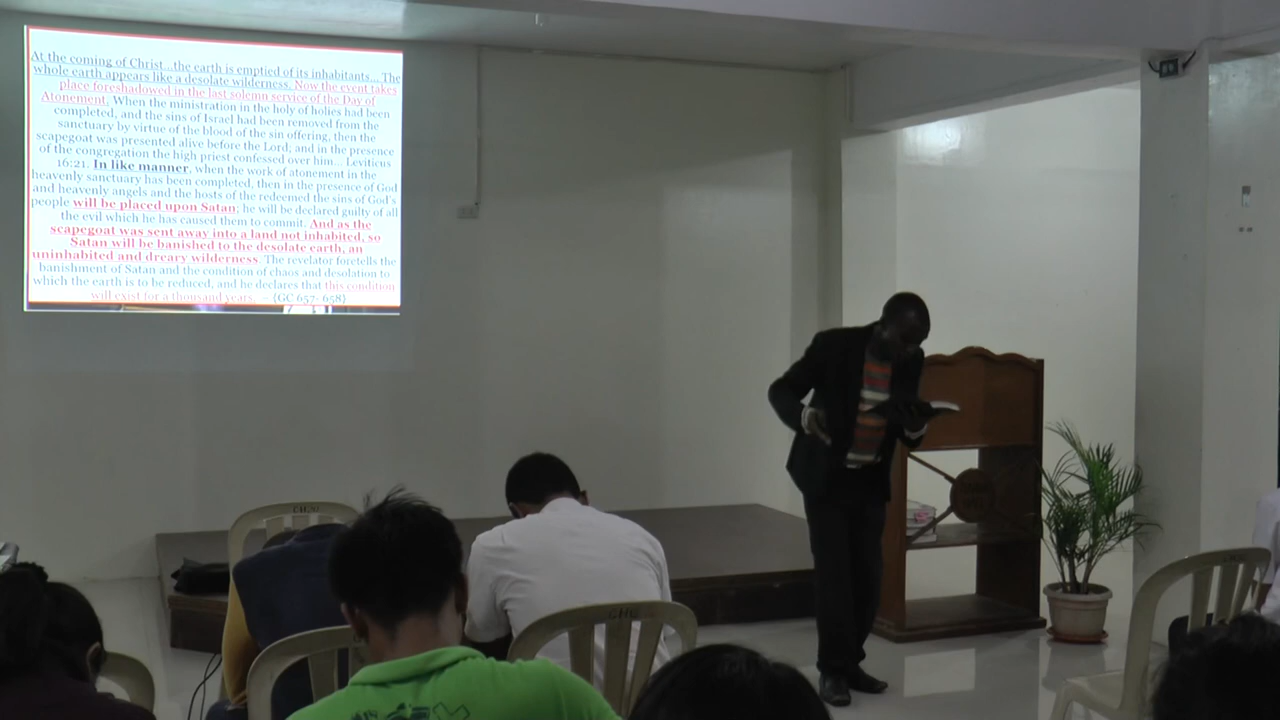 At the coming of Christ...the earth is emptied of its inhabitants... The
whole earth appears like a desolate wilderness. Now the event takes
place foreshadowed in the last solemn service of the Day of
Atonement. When the ministration in the holy of holies had been
completed, and the sins of Israel had been removed from the
sanctuary by virtue of the blood of the sin offering, then the
scapegoat was presented alive before the Lord; and in the presence
of the congregation the high priest confessed over him... Leviticus
16:21. In like manner, when the work of atonement in the
heavenly sanctuary has been completed, then in the presence of God
and heavenly angels and the hosts of the redeemed the sins of God's
people will be placed upon Satan; he will be declared guilty of all
the evil which he has caused them to commit. And as the
scapegoat was sent away into a land not inhabited, so
Satan will be banished to the desolate earth, an
uninhabited and dreary wilderness. The revelator foretells the
banishment of Satan and the condition of chaos and desolation to
which the earth is to be reduced, and he declares that this condition
will exist for a thousand years. – {GC 657- 658}